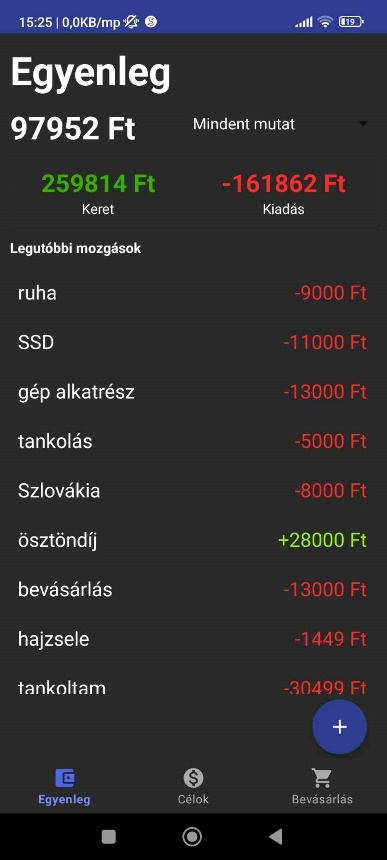 15:25 | 0,0KB/mp
19
Egyenleg
97952 Ft
Mindent mutat
259814 Ft
-161862 Ft
Keret
Kiadás
Legutóbbi mozgások
ruha -9000 Ft
SSD -11000 Ft
gép alkatrész -13000 Ft
tankolás -5000 Ft
Szlovákia -8000 Ft
ösztöndíj +28000 Ft
bevásárlás -13000 Ft
hajzsele -1449 Ft
tankoltam -30499 Ft
+
Egyenleg
Célok
Bevásárlás